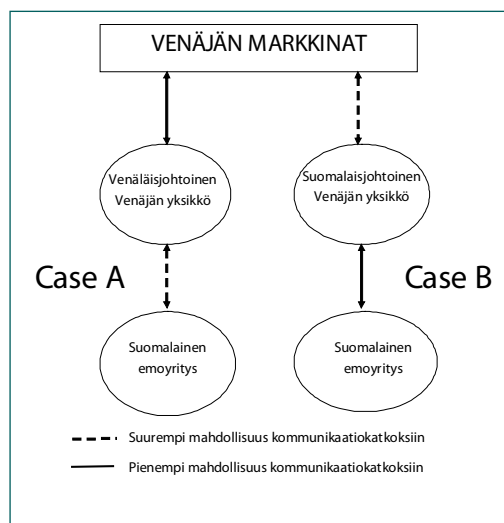 VENÄJÄN MARKKINAT
Venäläisjohtoinen
Venäjän yksikkö
Suomalaisjohtoinen
Venäjän yksikkö
Case A
Case B
Suomalainen
emoyritys
Suomalainen
emoyritys
Suurempi mahdollisuus kommunikaatiokatkoksiin
Pienempi mahdollisuus kommunikaatiokatkoksiin